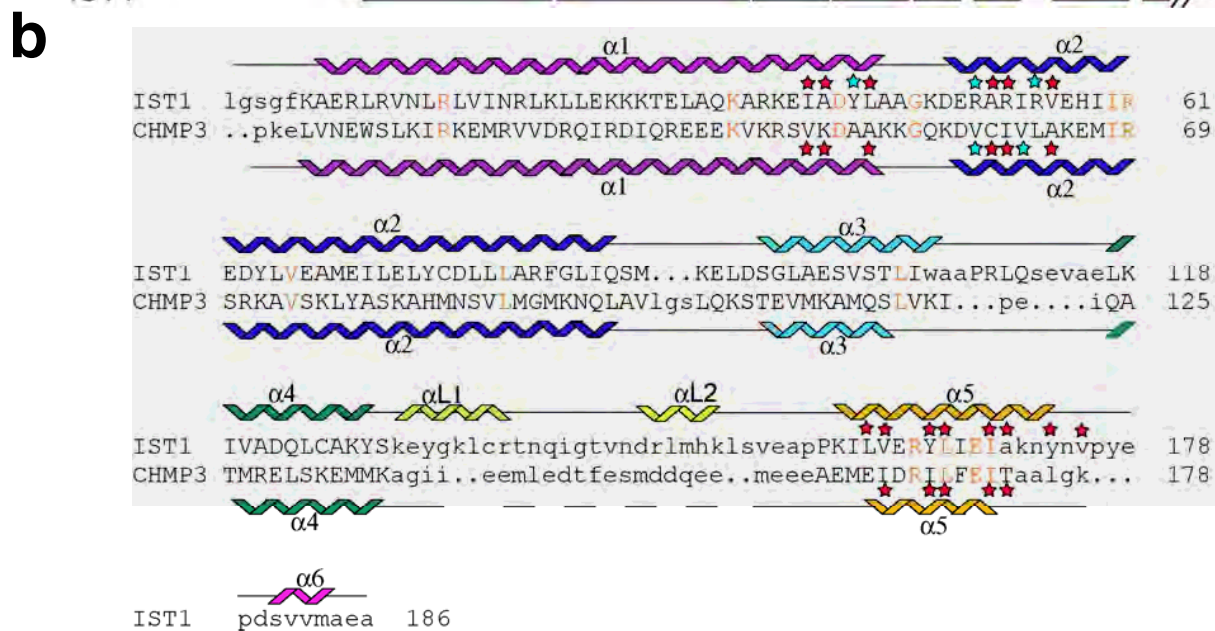 b
α1 α2
IST1 lgsgfKAERLRVNLRLVINRLKLLEKKKTELAQKARKEIADYLAAGKDERARIRVEHIIR 61
CHMP3 ..pkeLVNEWSLKIRKEMRVVDRQIRDIQREEEKVKRSVKDAAKKGQKDVCIVLAKEMIR 69
α1 α2
α2 α3
IST1 EDYLVEAMEILELYCDLLLARFGLIQSM...KELDSGLAESVSTLIwaaPRLQsevaeLK 118
CHMP3 SRKAVSKLYASKAHMNSVLMGMKNQLAVlgsLQKSTEVMKAMQSLVKI...pe....iQA 125
α2 α3
α4 αL1 αL2 α5
IST1 IVADQLCAKYSkeygklcrtnqigtvndrlmhklsveapPKILVERYLIEIaknynvpye 178
CHMP3 TMRELSKEMMKagii..eemledtfesmddqee..meeeAEMEIDRILFEITaalgk... 178
α4 α5
α6
IST1 pdsvvmaea 186